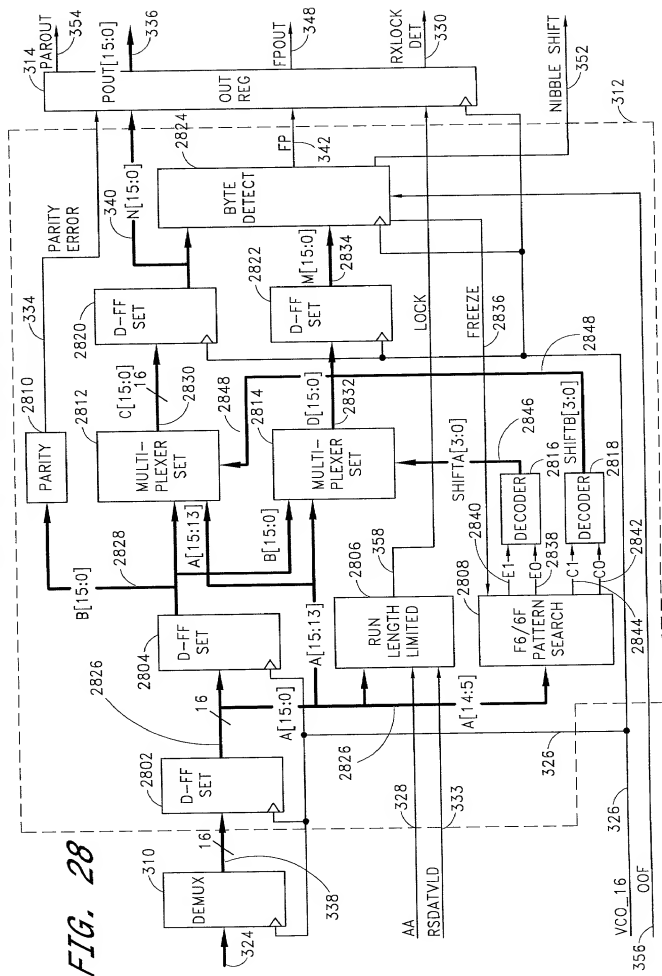 FIG. 28
314
PAROUT
354
POUT[15:0]
336
OUT
REG
FPOUT
348
RXLOCK
DET
330
NIBBLE SHIFT
352
312
PARITY
ERROR
334
340
N[15:0]
2824
BYTE
DETECT
FP
342
2810
PARITY
2812
MULTI-
PLEXER
SET
C[15:0]
16
2830
2820
D-FF
SET
2822
D-FF
SET
M[15:0]
2834
2848
2814
MULTI-
PLEXER
SET
D[15:0]
2832
LOCK
FREEZE
2836
2848
B[15:0]
2828
A[15:13]
B[15:0]
SHIFTA[3:0]
2846
2804
D-FF
SET
A[15:13]
2806
RUN
LENGTH
LIMITED
358
2808
F6/6F
PATTERN
SEARCH
2840
E1
E0
2838
C1
C0
2844
2842
DECODER
2816
DECODER
2818
SHIFTB[3:0]
2826
16
A[15:0]
2826
A[14:5]
2802
D-FF
SET
310
DEMUX
16
338
324
AA
328
RSDATVLD
333
326
326
VCO_16
OOF
356